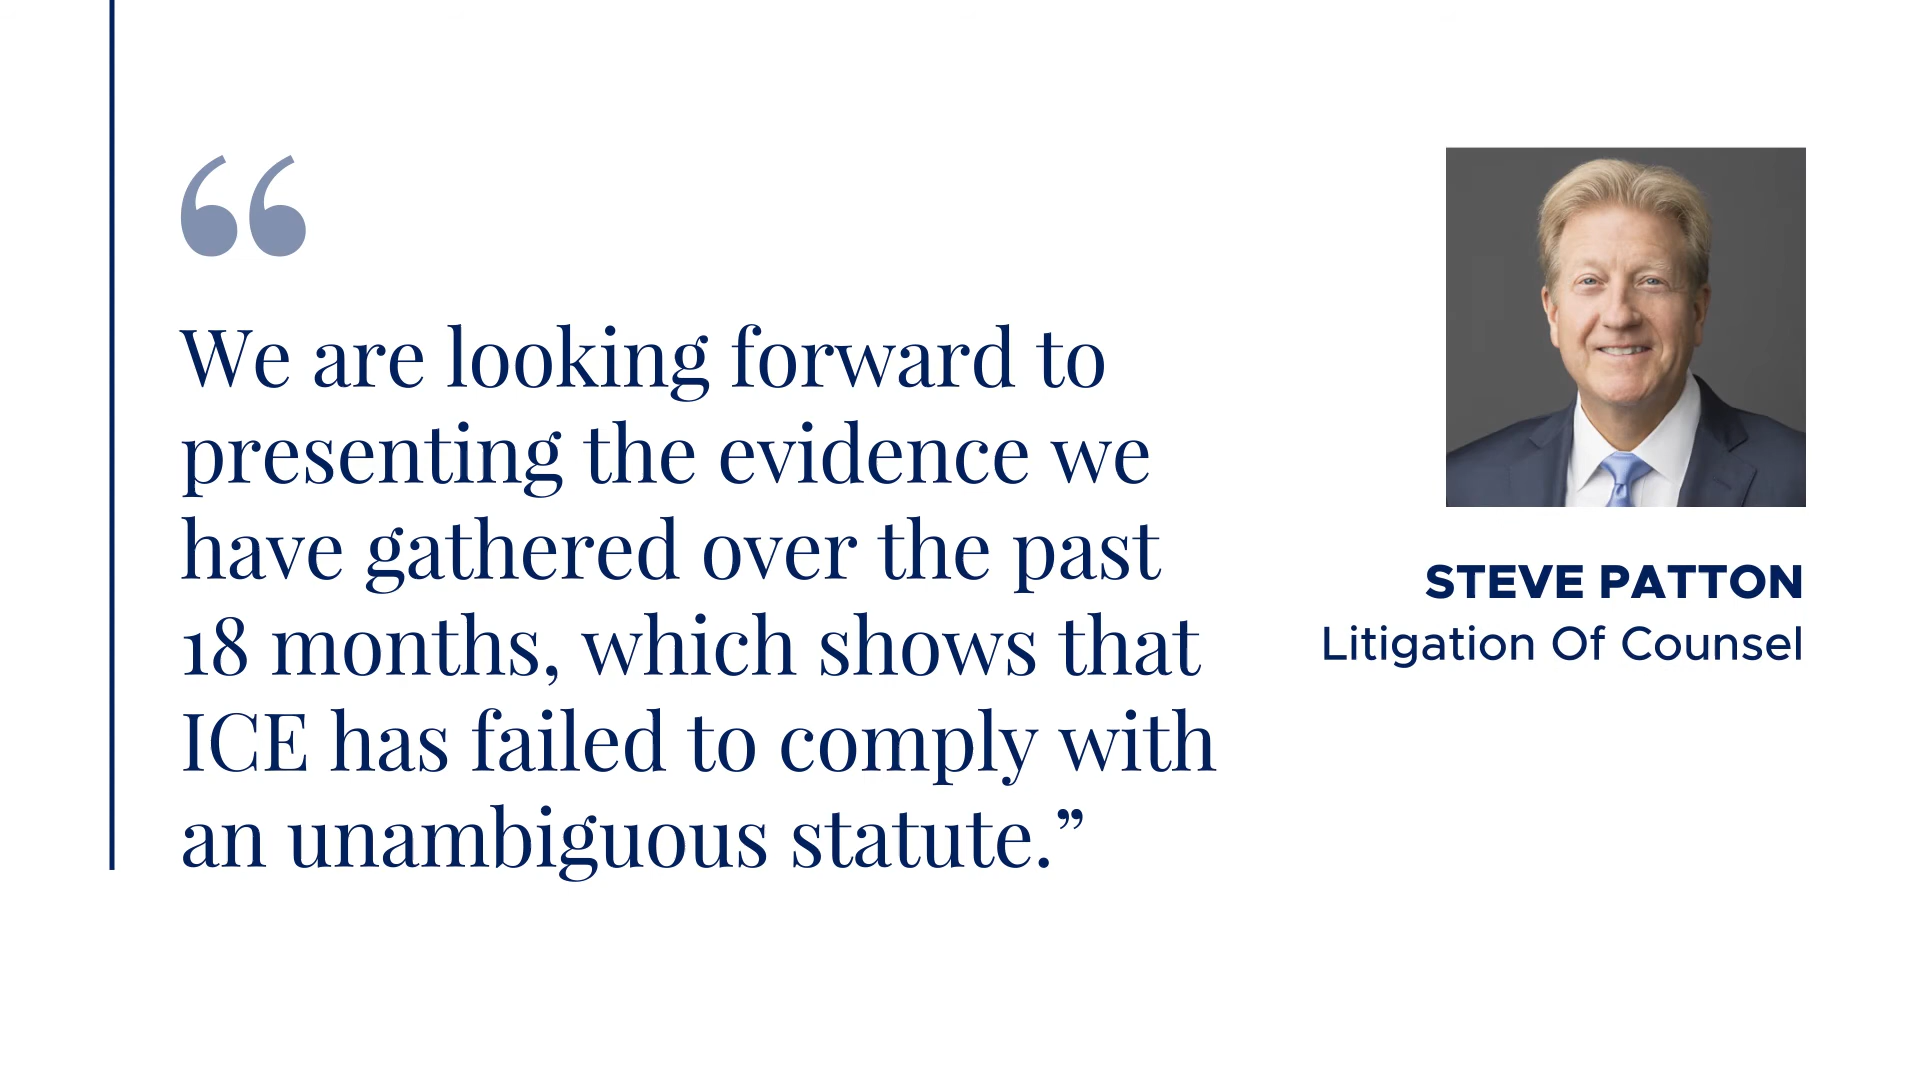 “
We are looking forward to
presenting the evidence we
have gathered over the past
18 months, which shows that
ICE has failed to comply with
an unambiguous statute.”
STEVE PATTON
Litigation Of Counsel